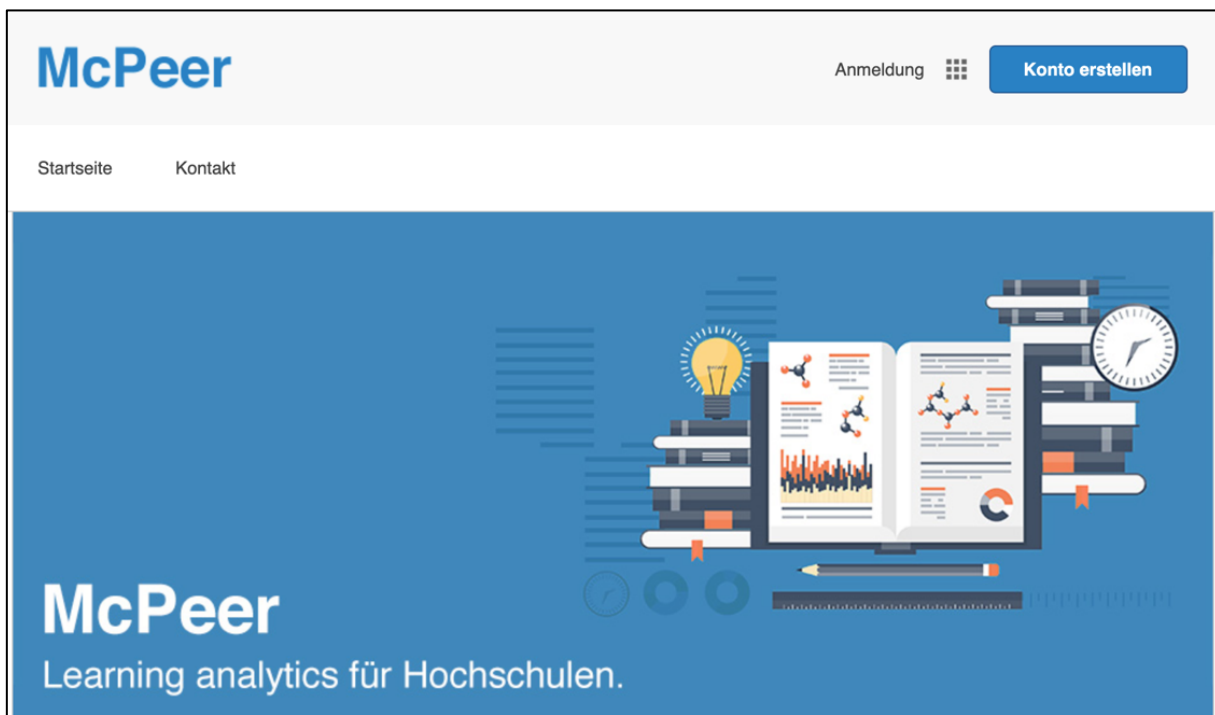 McPeer
Anmeldung
Konto erstellen
Startseite
Kontakt
McPeer
Learning analytics für Hochschulen.